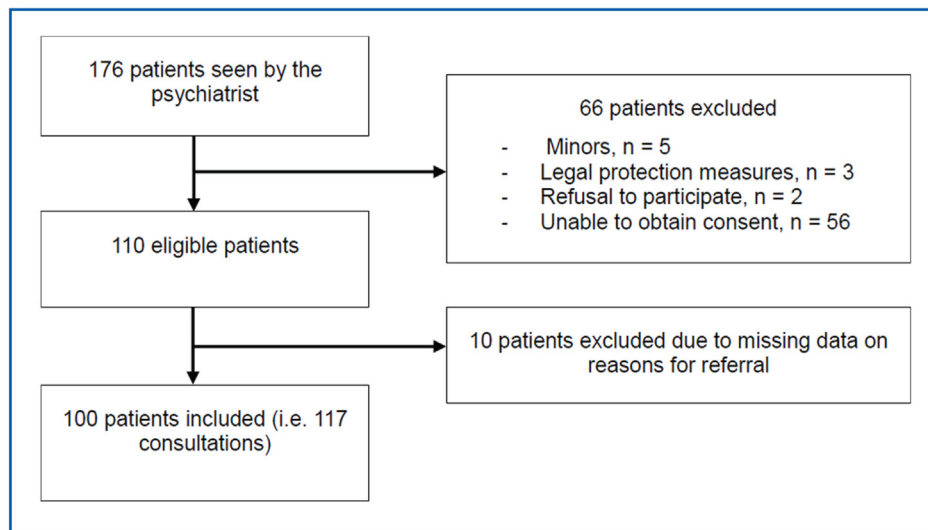 176 patients seen by the
psychiatrist
66 patients excluded
- Minors, n = 5
- Legal protection measures, n = 3
- Refusal to participate, n = 2
- Unable to obtain consent, n = 56
110 eligible patients
10 patients excluded due to missing data on
reasons for referral
100 patients included (i.e. 117
consultations)